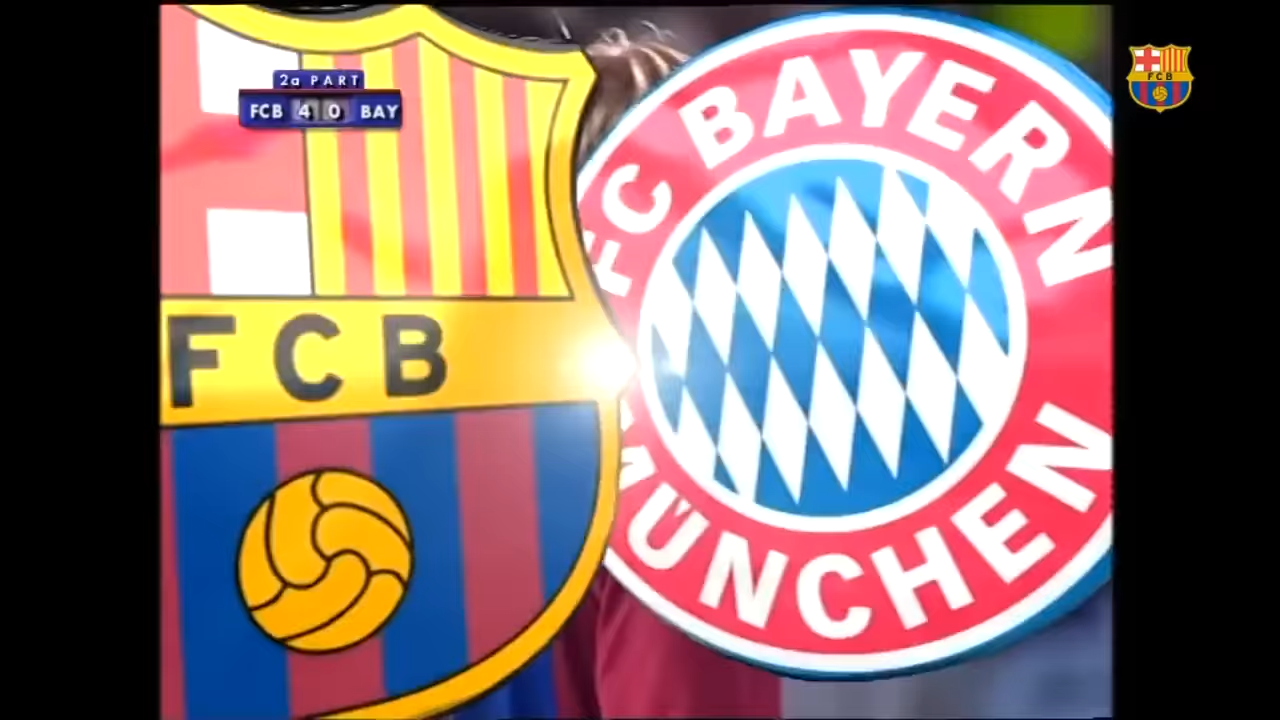 2a PART
FCB 4 0 BAY
FCB
FCB
FC BAYERN
MÜNCHEN